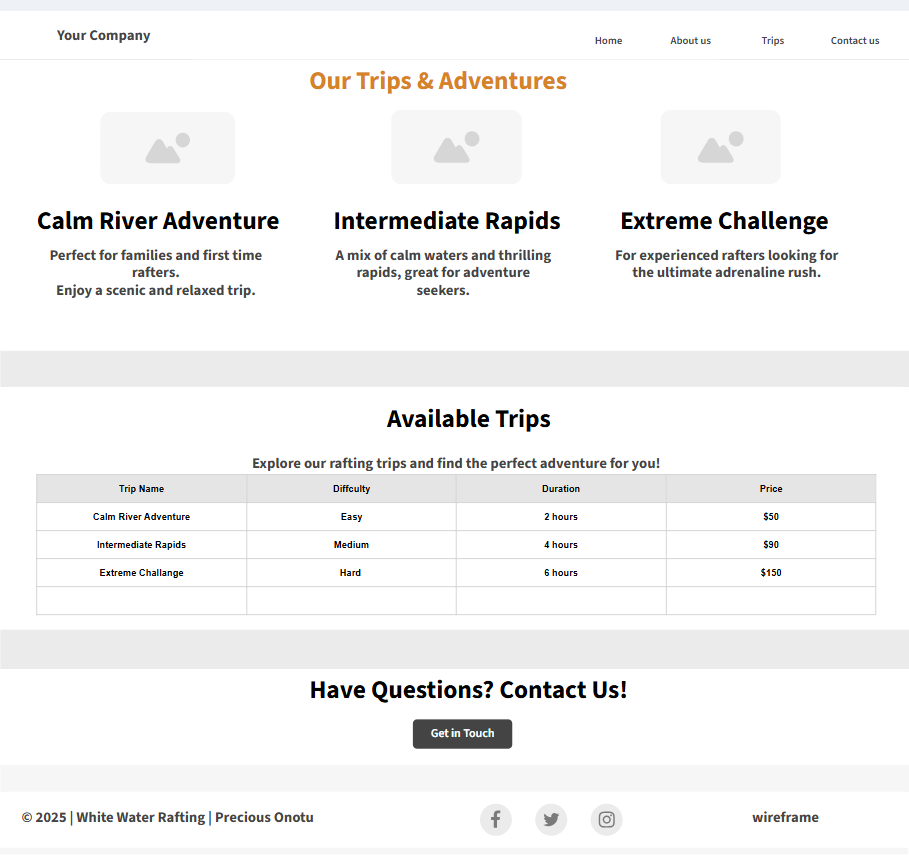 Your Company
Home About us Trips Contact us
Our Trips & Adventures
Calm River Adventure Intermediate Rapids Extreme Challenge
Perfect for families and first time A mix of calm waters and thrilling For experienced rafters looking for
rafters. rapids, great for adventure the ultimate adrenaline rush.
Enjoy a scenic and relaxed trip. seekers.
Available Trips
Explore our rafting trips and find the perfect adventure for you!
Trip Name Diffculty Duration Price
Calm River Adventure Easy 2 hours $50
Intermediate Rapids Medium 4 hours $90
Extreme Challange Hard 6 hours $150
Have Questions? Contact Us!
Get in Touch
© 2025 | White Water Rafting | Precious Onotu wireframe